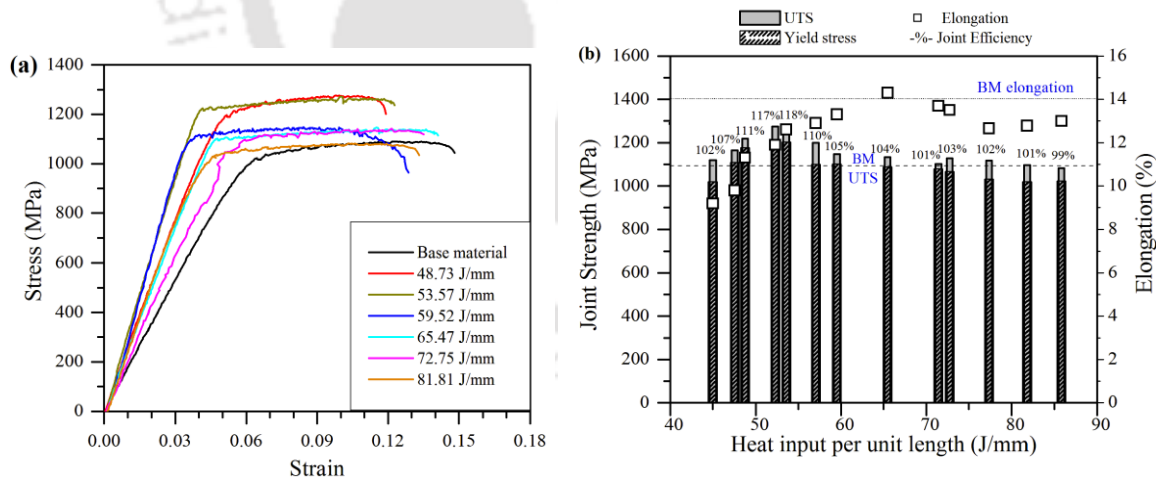 (a)
1400
1200
1000
800
600
400
200
0
Stress (MPa)
0.00 0.03 0.06 0.09 0.12 0.15 0.18
Strain
Base material
48.73 J/mm
53.57 J/mm
59.52 J/mm
65.47 J/mm
72.75 J/mm
81.81 J/mm
(b)
UTS
Elongation
Yield stress
-%- Joint Efficiency
1600
1400
1200
1000
800
600
400
200
0
Joint Strength (MPa)
BM elongation
102% 107% 111% 117% 118% 110% 105% 104% 101% 103% 102% 101% 99%
BM
UTS
16
14
12
10
8
6
4
2
0
Elongation (%)
40 50 60 70 80 90
Heat input per unit length (J/mm)